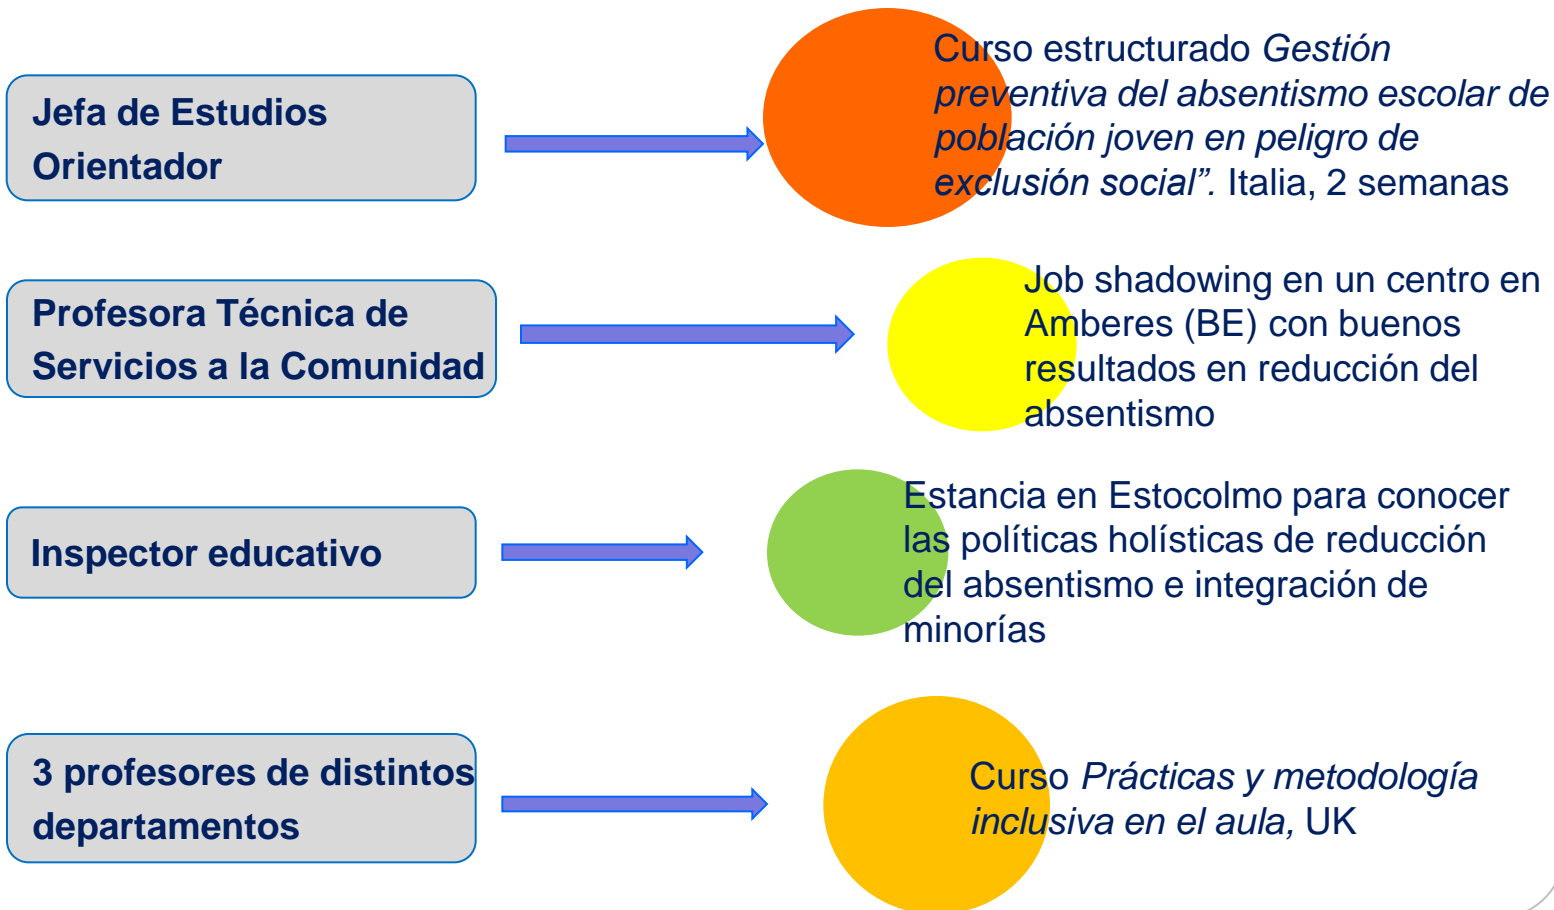 Jefa de Estudios
Orientador
Curso estructurado Gestión
preventiva del absentismo escolar de
población joven en peligro de
exclusión social”. Italia, 2 semanas
Profesora Técnica de
Servicios a la Comunidad
Job shadowing en un centro en
Amberes (BE) con buenos
resultados en reducción del
absentismo
Inspector educativo
Estancia en Estocolmo para conocer
las políticas holísticas de reducción
del absentismo e integración de
minorías
3 profesores de distintos
departamentos
Curso Prácticas y metodología
inclusiva en el aula, UK